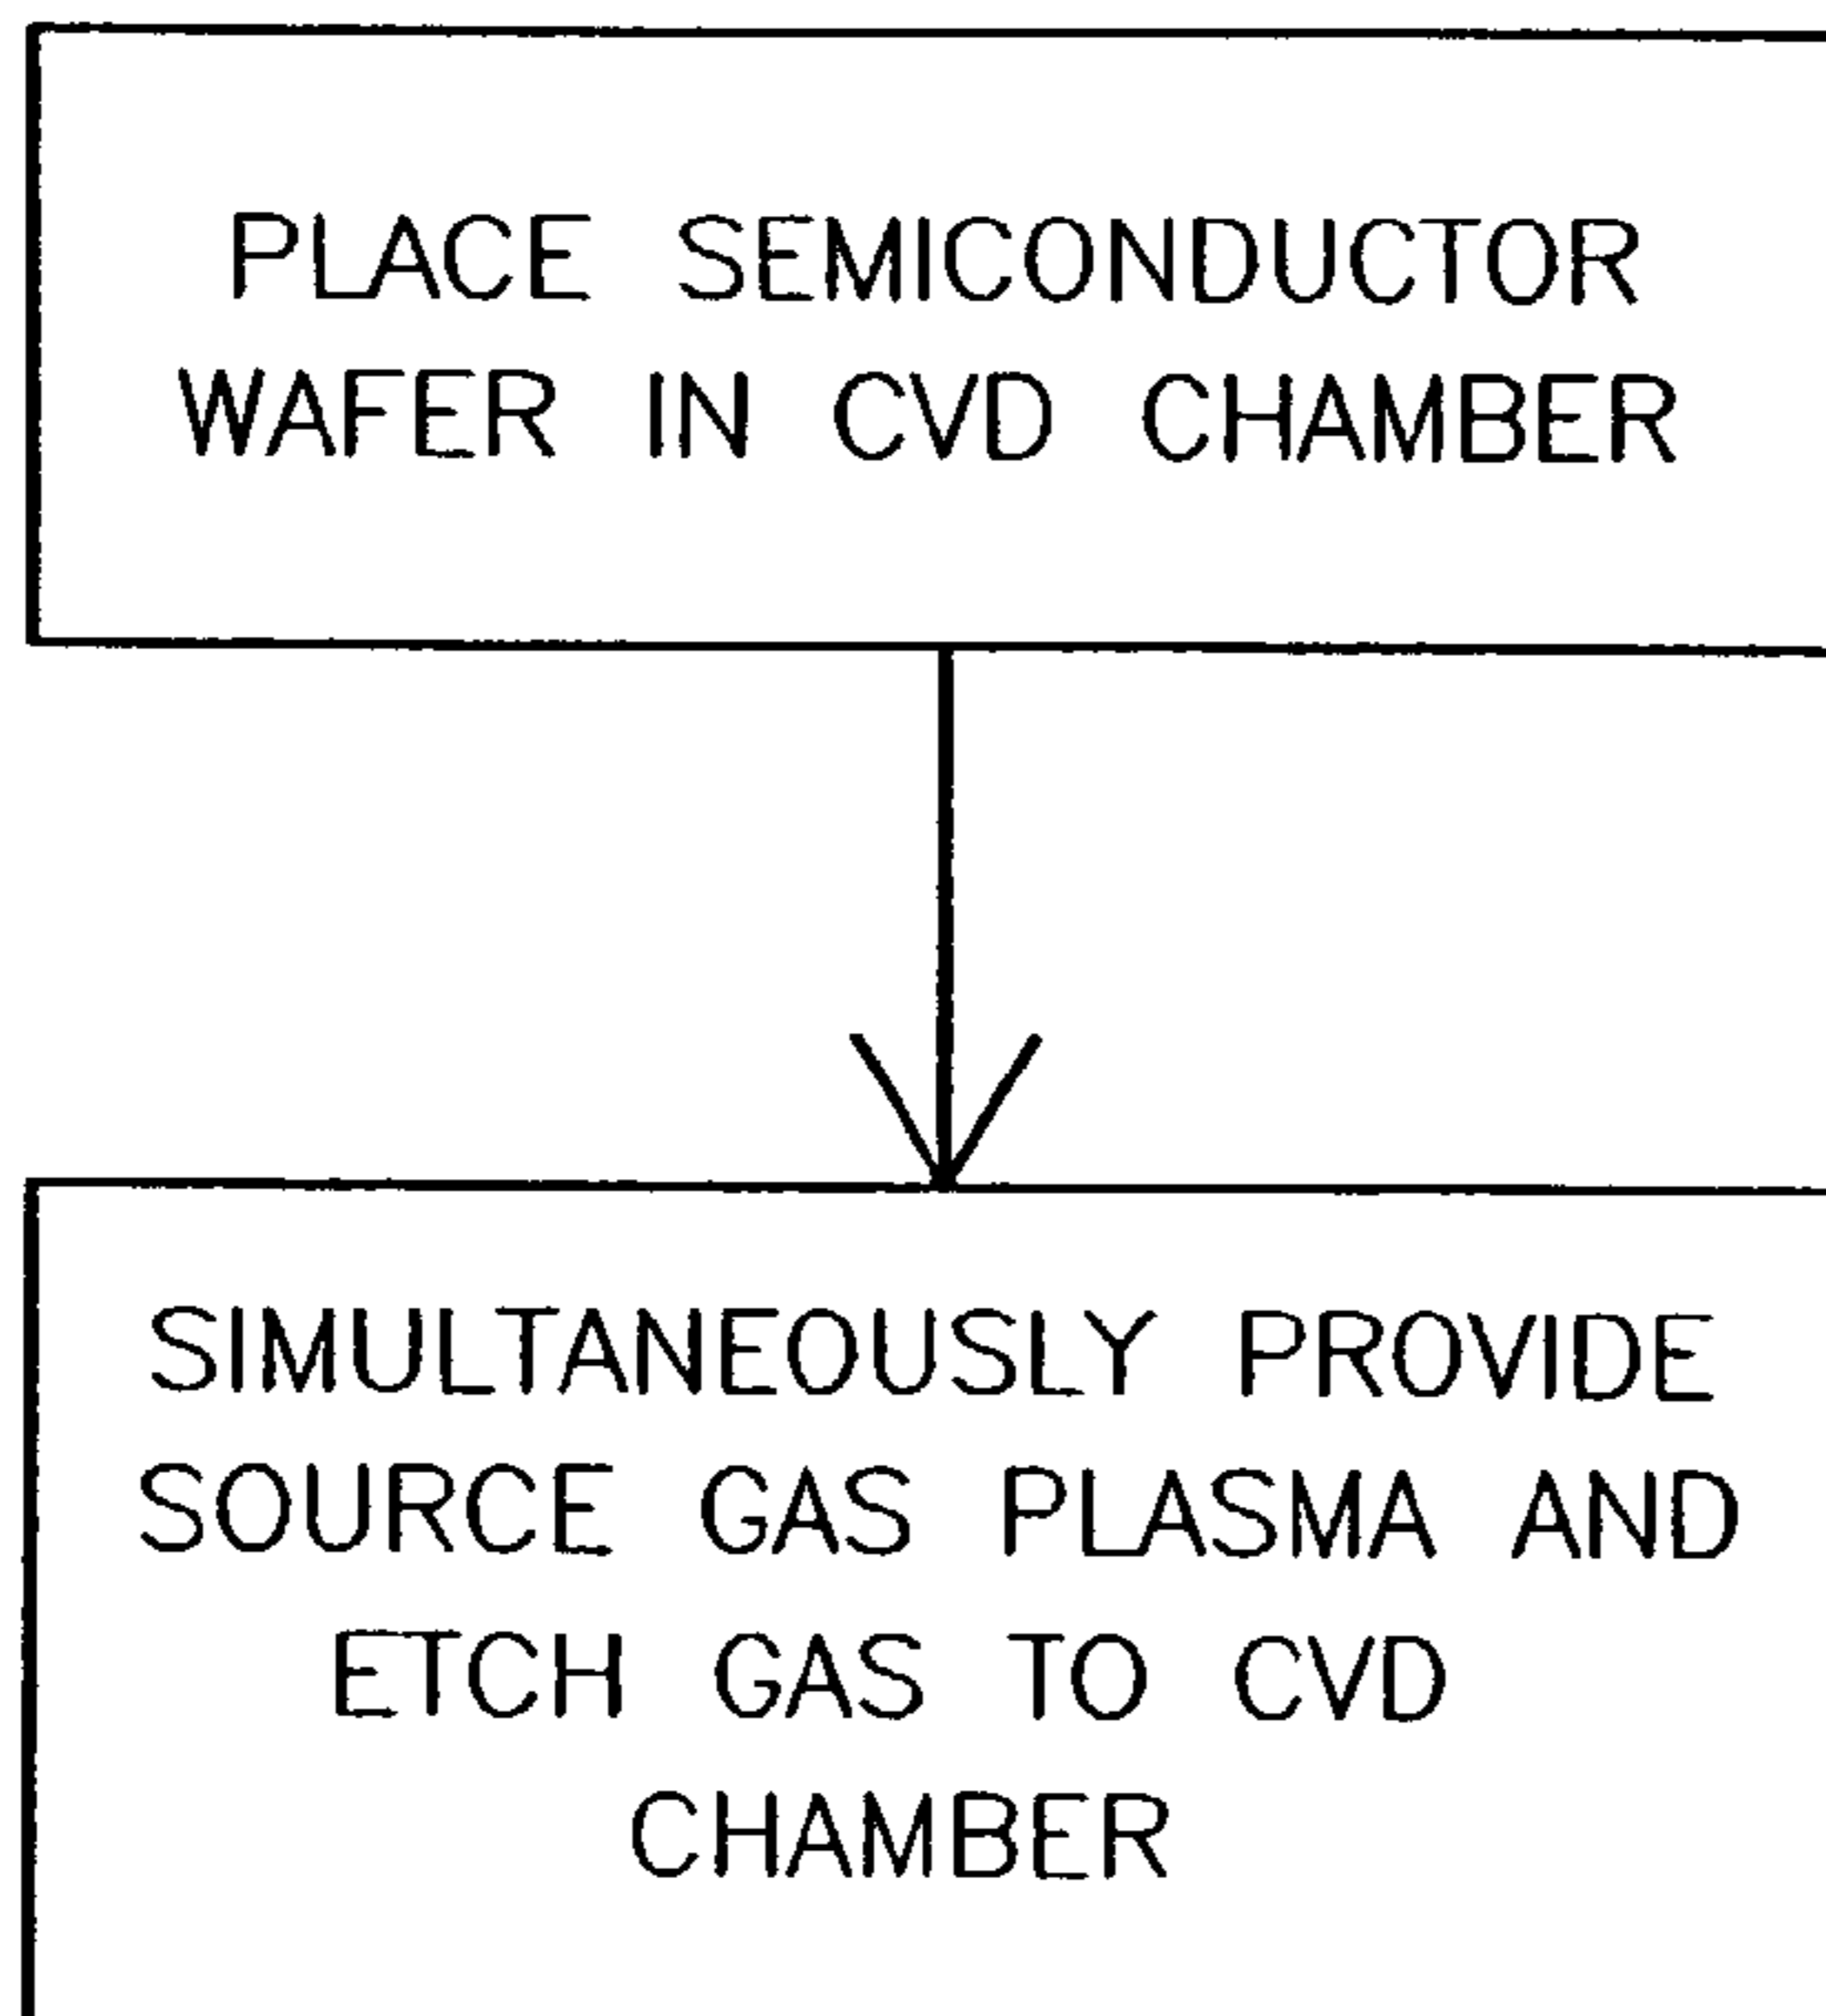 PLACE SEMICONDUCTOR
WAFER IN CVD CHAMBER
SIMULTANEOUSLY PROVIDE
SOURCE GAS PLASMA AND
ETCH GAS TO CVD
CHAMBER